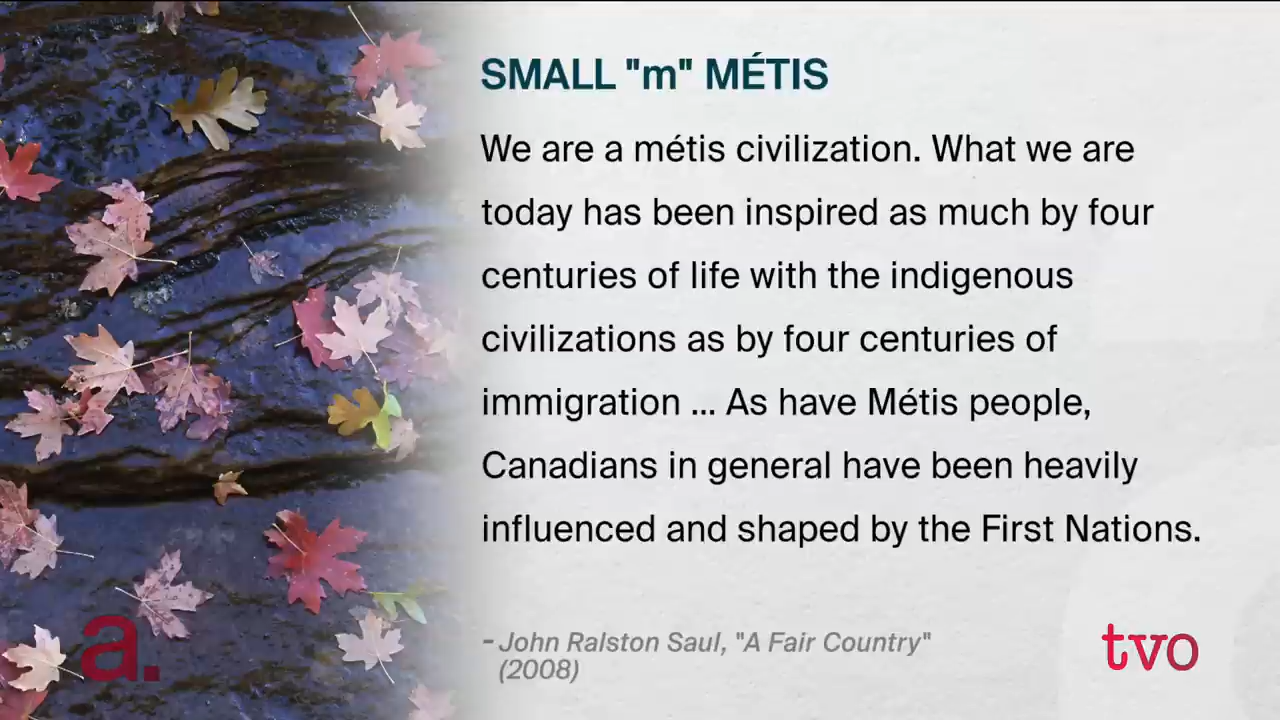 SMALL "m" MÉTIS
We are a métis civilization. What we are
today has been inspired as much by four
centuries of life with the indigenous
civilizations as by four centuries of
immigration ... As have Métis people,
Canadians in general have been heavily
influenced and shaped by the First Nations.
- John Ralston Saul, "A Fair Country"
(2008)
a.
tvo